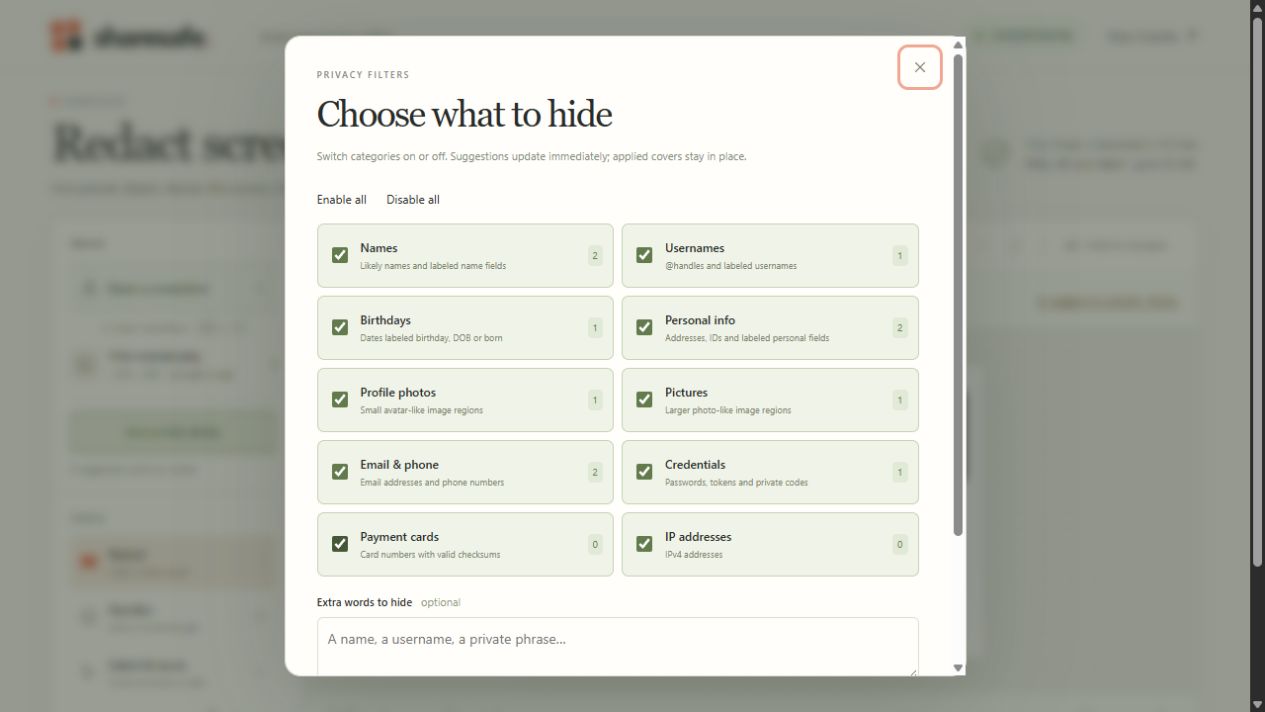 sharesafe.
Redact scre
PRIVACY FILTERS
Choose what to hide
Switch categories on or off. Suggestions update immediately; applied covers stay in place.
Enable all Disable all
Names
Likely names and labeled name fields
2
Usernames
@handles and labeled usernames
1
Birthdays
Dates labeled birthday, DOB or born
1
Personal info
Addresses, IDs and labeled personal fields
2
Profile photos
Small avatar-like image regions
1
Pictures
Larger photo-like image regions
1
Email & phone
Email addresses and phone numbers
2
Credentials
Passwords, tokens and private codes
1
Payment cards
Card numbers with valid checksums
0
IP addresses
IPv4 addresses
0
Extra words to hide optional
A name, a username, a private phrase...